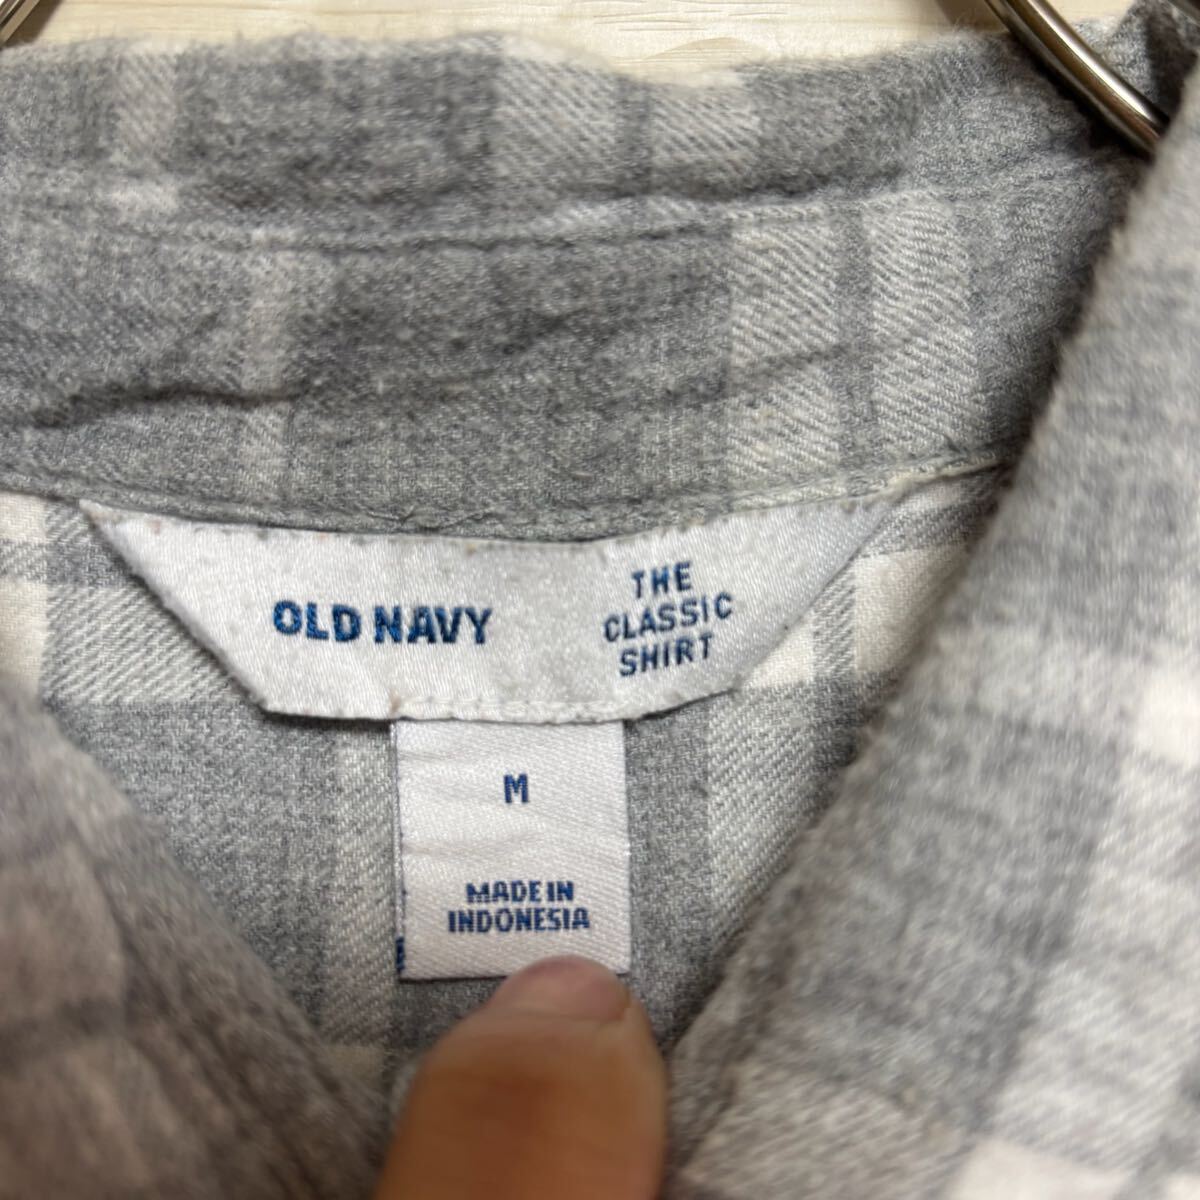 OLD NAVY
THE
CLASSIC
SHIRT
M
MADE IN
INDONESIA